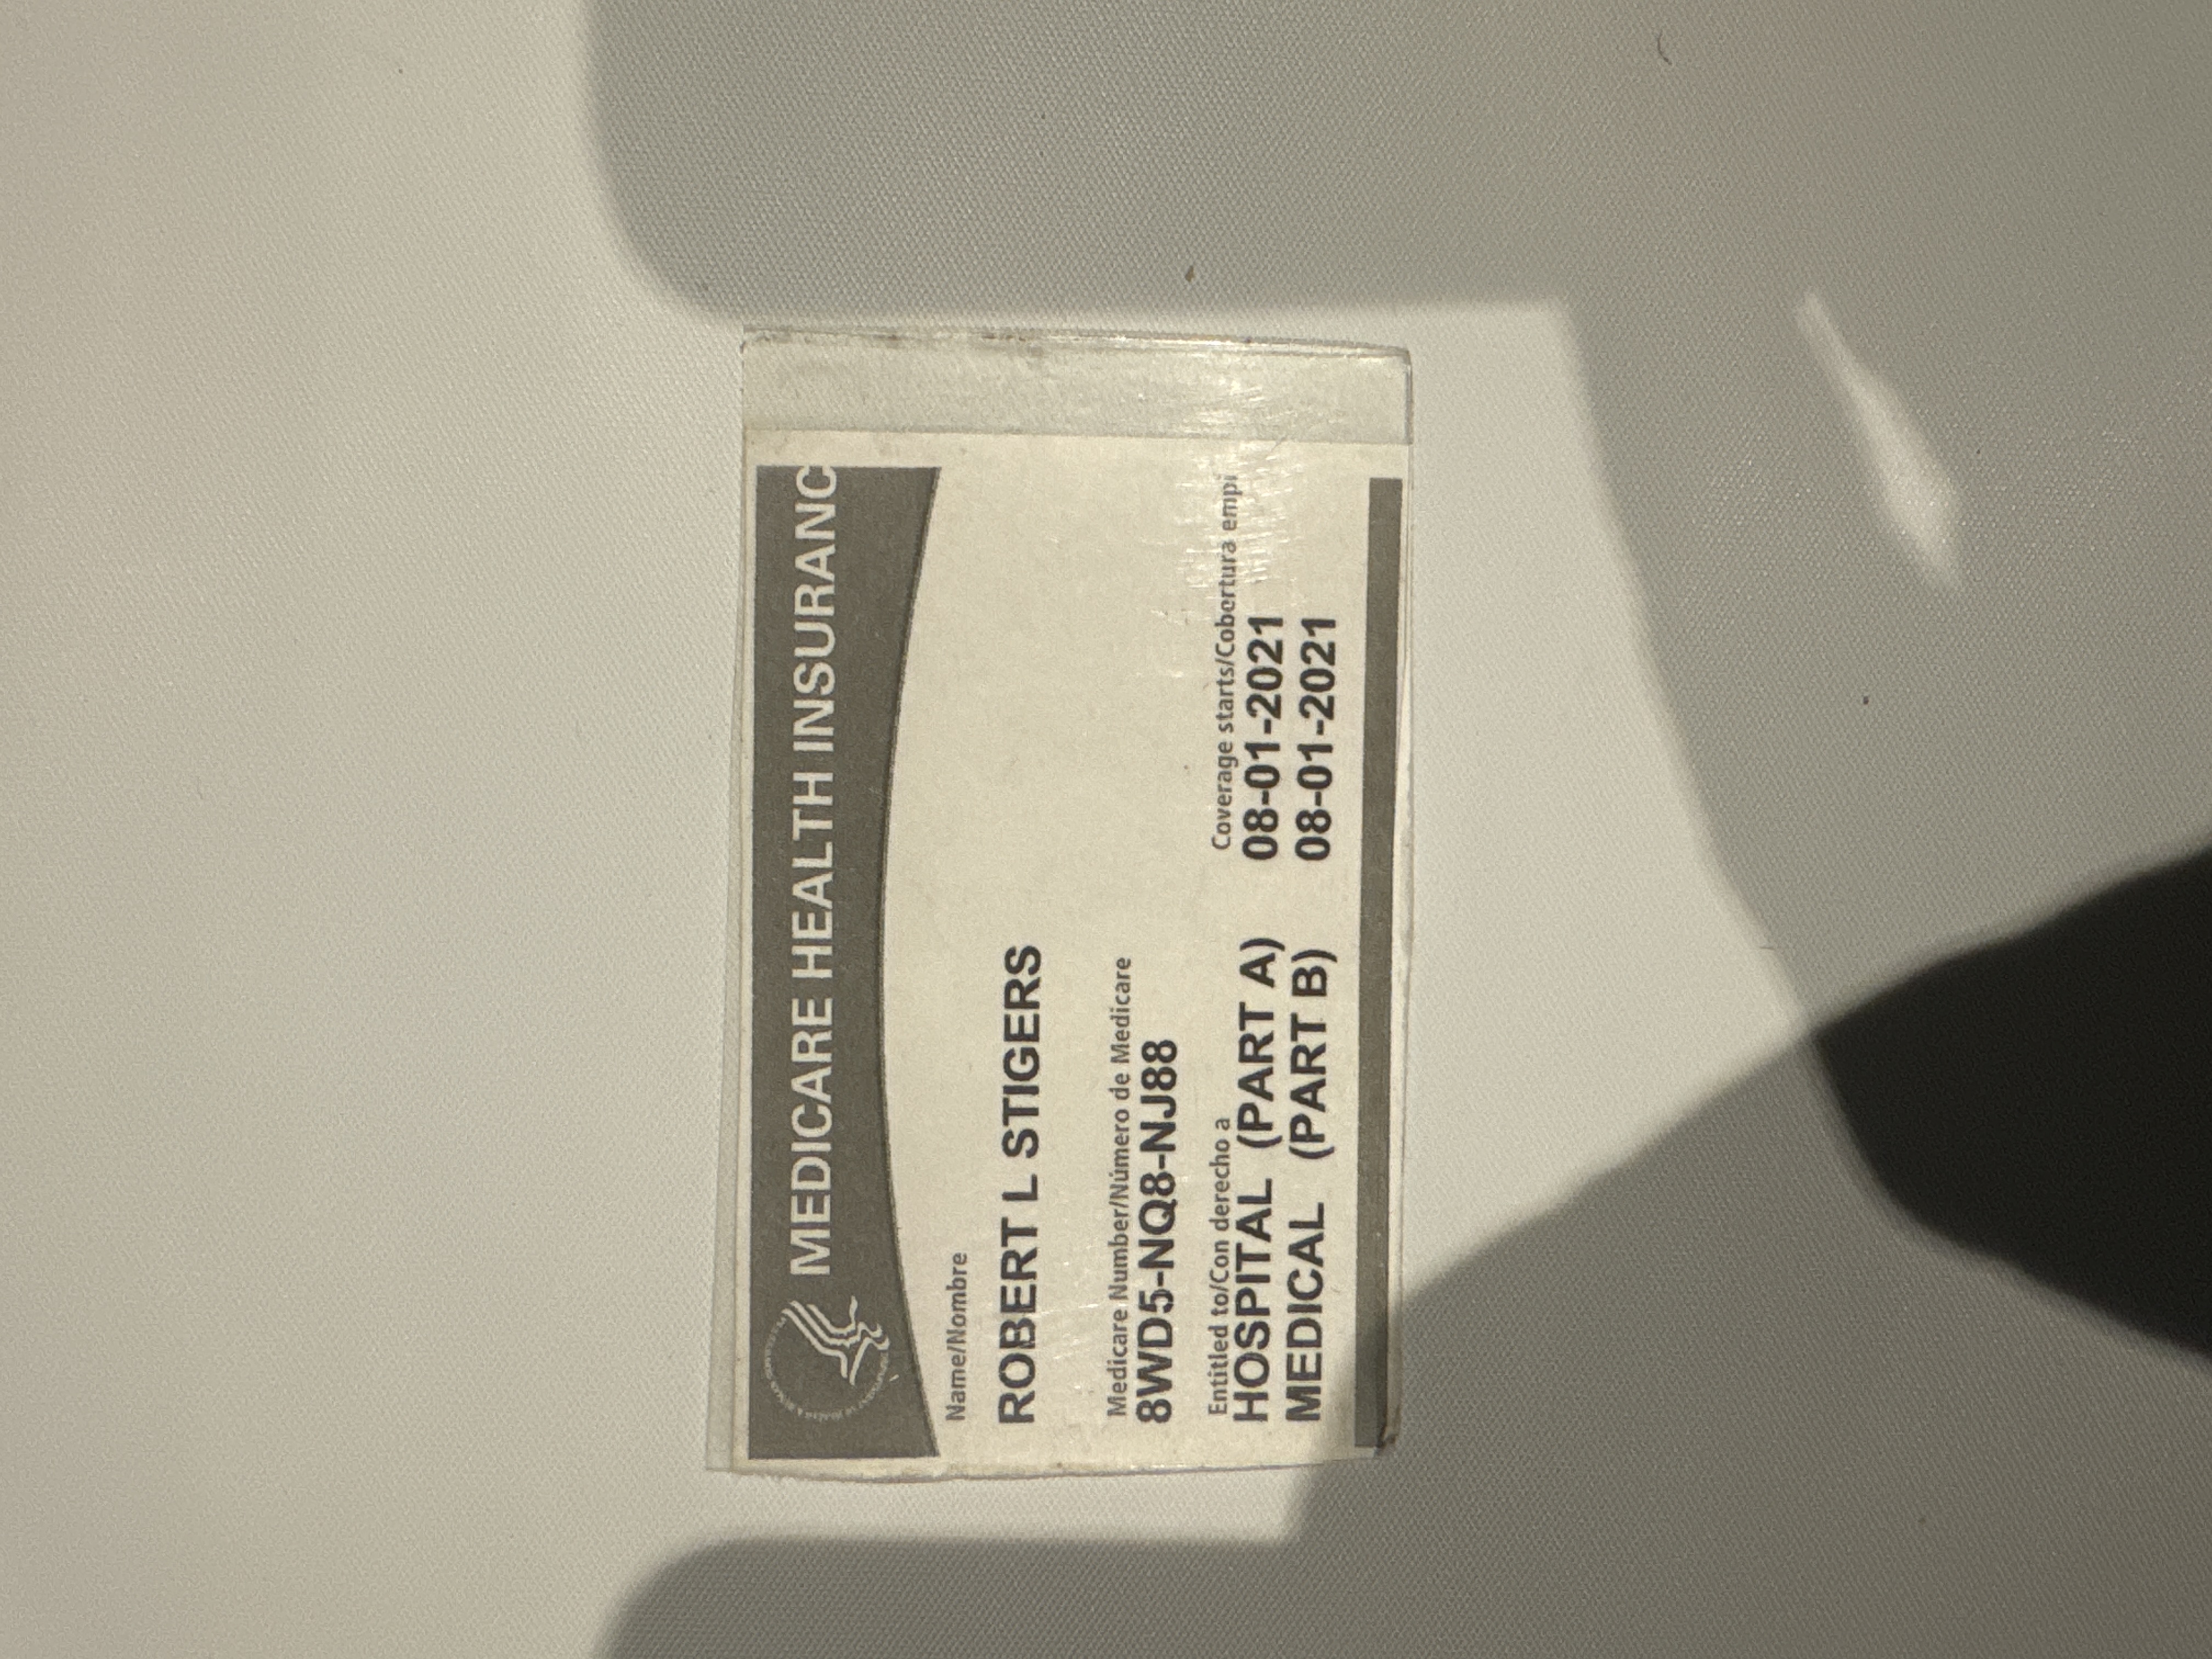 MEDICARE HEALTH INSURANC
Name/Nombre
ROBERT L STIGERS
Medicare Number/Número de Medicare
8WD5-NQ8-NJ88
Entitled to/Con derecho a Coverage starts/Cobertura empi
HOSPITAL (PART A) 08-01-2021
MEDICAL (PART B) 08-01-2021